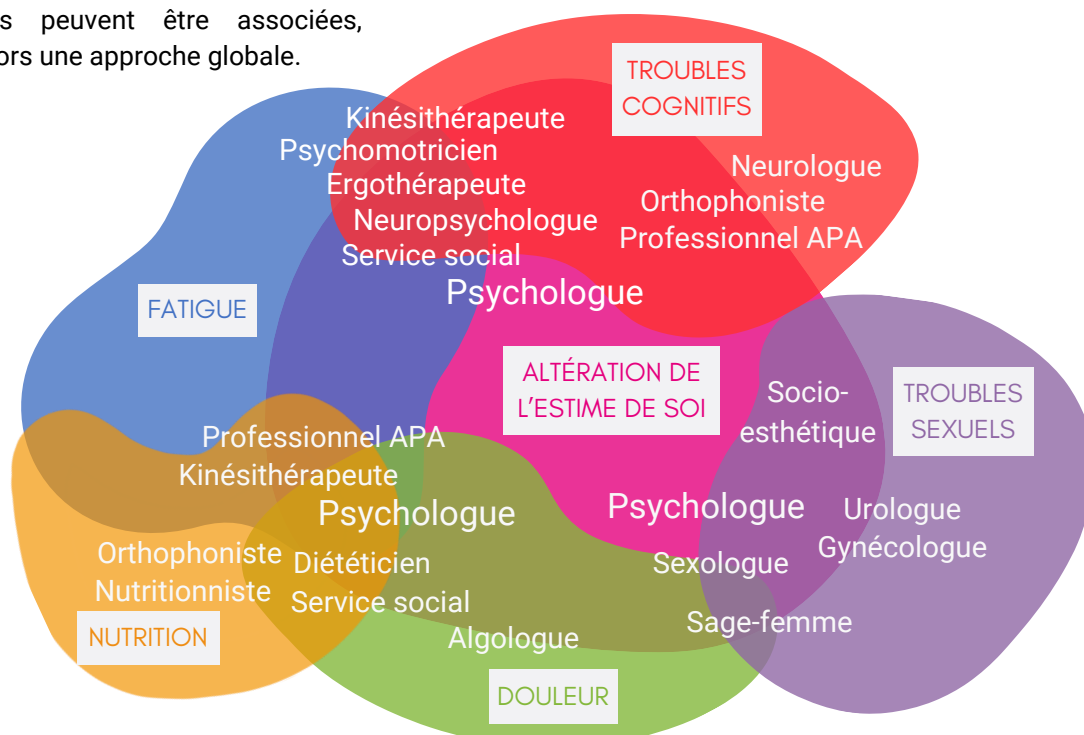 s peuvent être associées,
ors une approche globale.
TROUBLES
COGNITIFS
Kinésithérapeute
Psychomotricien
Ergothérapeute
Neuropsychologue
Service social
Psychologue
Neurologue
Orthophoniste
Professionnel APA
FATIGUE
ALTÉRATION DE
L'ESTIME DE SOI
Socio-
esthétique
TROUBLES
SEXUELS
Professionnel APA
Kinésithérapeute
Psychologue
Psychologue
Urologue
Gynécologue
Orthophoniste
Nutritionniste
Diététicien
Service social
Sexologue
Sage-femme
NUTRITION
Algologue
DOULEUR